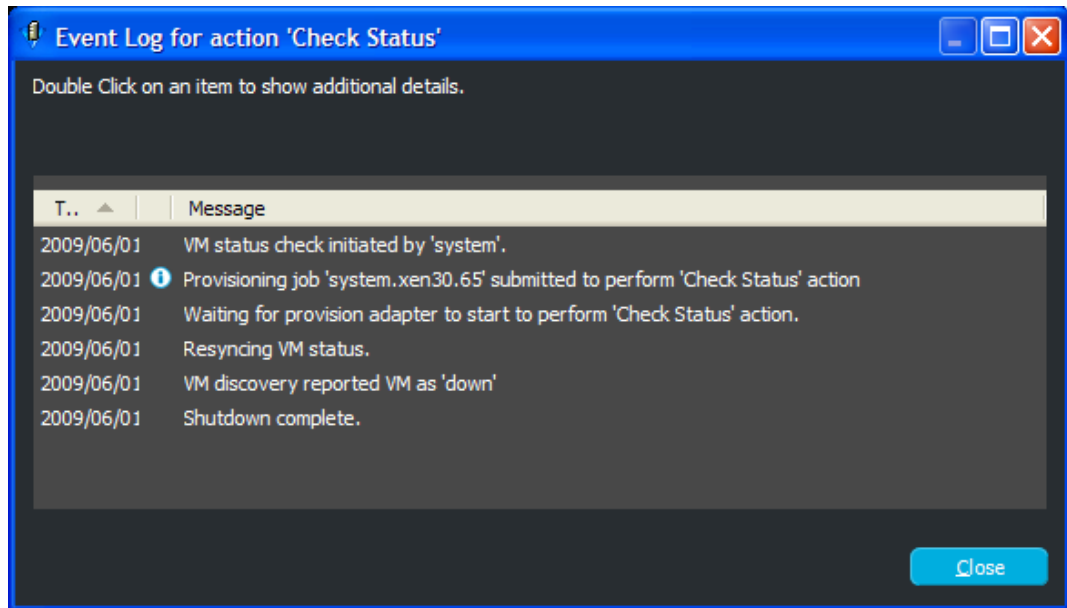 Event Log for action 'Check Status'
Double Click on an item to show additional details.
T.. Message
2009/06/01 VM status check initiated by 'system'.
2009/06/01 Provisioning job 'system.xen30.65' submitted to perform 'Check Status' action
2009/06/01 Waiting for provision adapter to start to perform 'Check Status' action.
2009/06/01 Resyncing VM status.
2009/06/01 VM discovery reported VM as 'down'
2009/06/01 Shutdown complete.
Close